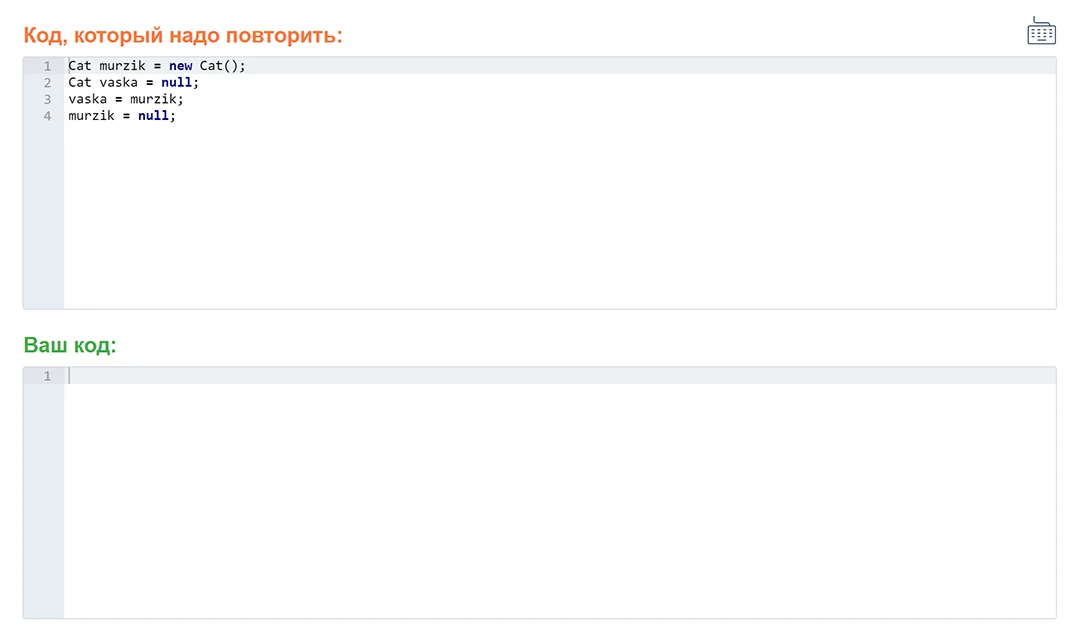 Код, который надо повторить:
1 Cat murzik = new Cat();
2 Cat vaska = null;
3 vaska = murzik;
4 murzik = null;
Ваш код:
1